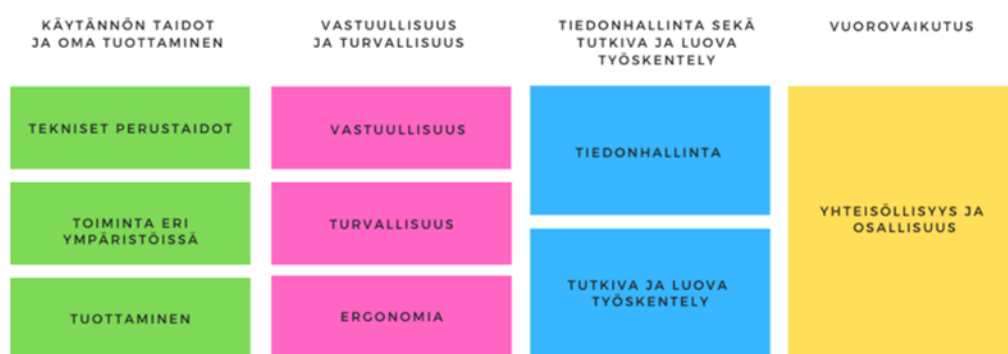 KÄYTÄNNÖN TAIDOT
JA OMA TUOTTAMINEN
VASTUULLISUUS
JA TURVALLISUUS
TIEDONHALLINTA SEKÄ
TUTKIVA JA LUOVA
TYÖSKENTELY
VUOROVAIKUTUS
TEKNISET PERUSTAIDOT
TOIMINTA ERI
YMPÄRISTÖISSÄ
TUOTTAMINEN
VASTUULLISUUS
TURVALLISUUS
ERGONOMIA
TIEDONHALLINTA
TUTKIVA JA LUOVA
TYÖSKENTELY
YHTEISÖLLISYYS JA
OSALLISUUS